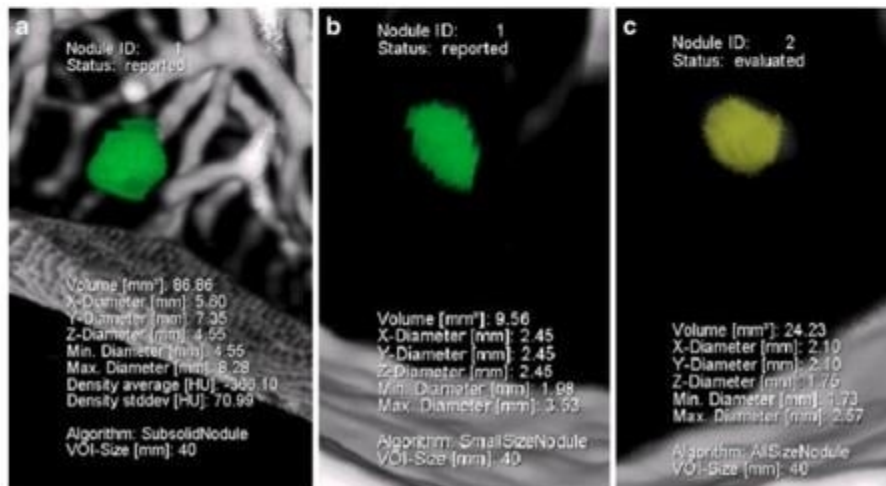 a
Nodule ID: 1
Status: reported
Volume [mm³]: 86.86
X-Diameter [mm]: 5.60
Y-Diameter [mm]: 7.35
Z-Diameter [mm]: 4.55
Min. Diameter [mm]: 4.55
Max. Diameter [mm]: 8.28
Density average [HU]: -363.10
Density stddev [HU]: 70.99
Algorithm: SubsolidNodule
VOI-Size [mm]: 40
b
Nodule ID: 1
Status: reported
Volume [mm³]: 9.56
X-Diameter [mm]: 2.45
Y-Diameter [mm]: 2.45
Z-Diameter [mm]: 2.45
Min. Diameter [mm]: 1.98
Max. Diameter [mm]: 3.53
Algorithm: SmallSizeNodule
VOI-Size [mm]: 40
c
Nodule ID: 2
Status: evaluated
Volume [mm³]: 24.23
X-Diameter [mm]: 2.10
Y-Diameter [mm]: 2.10
Z-Diameter [mm]: 1.75
Min. Diameter [mm]: 1.73
Max. Diameter [mm]: 2.57
Algorithm: AllSizeNodule
VOI-Size [mm]: 40